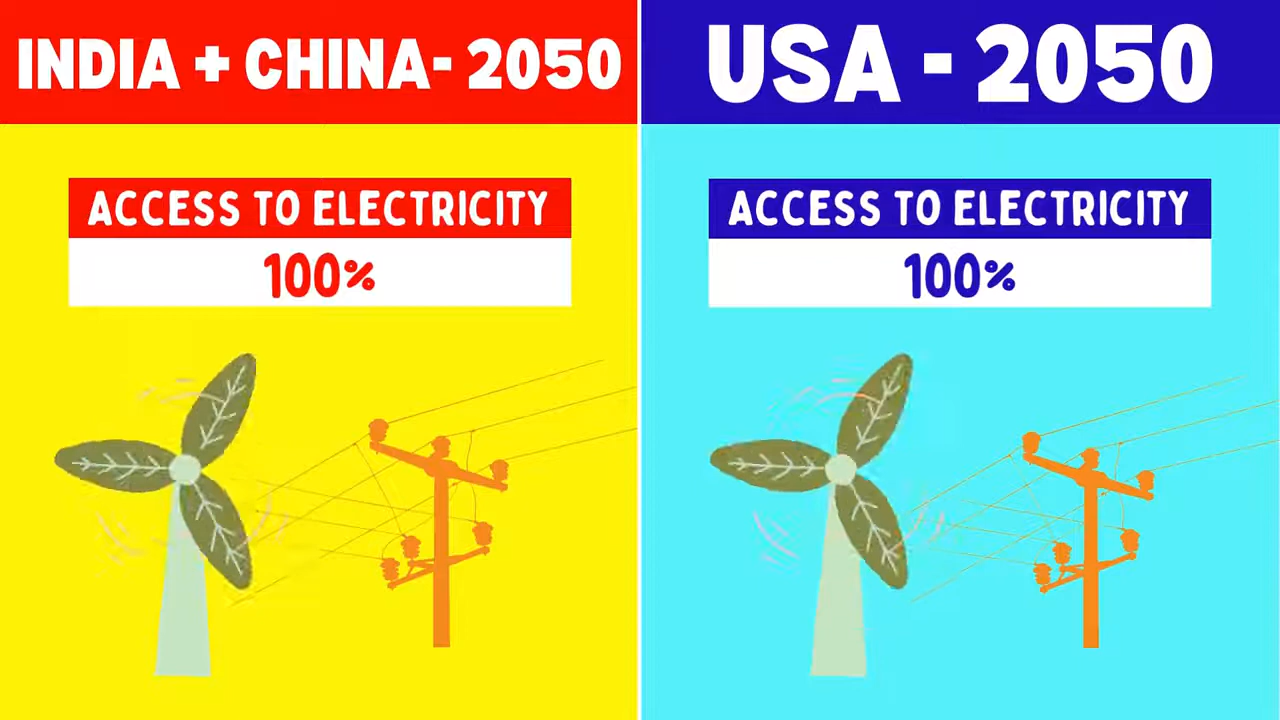 INDIA + CHINA- 2050
ACCESS TO ELECTRICITY
100%
USA - 2050
ACCESS TO ELECTRICITY
100%